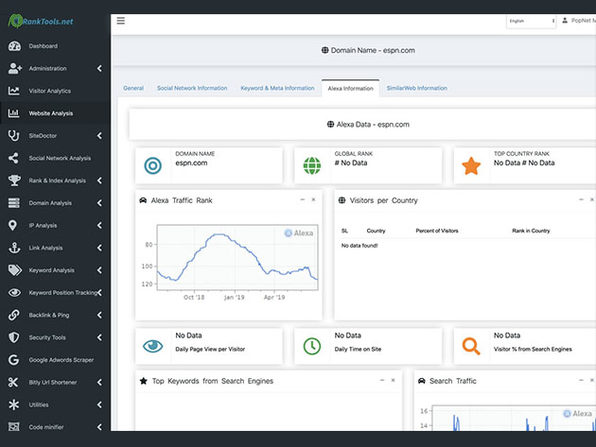 RankTools.net
English
PopNet M
Dashboard
Administration
Visitor Analytics
Website Analysis
SiteDoctor
Social Network Analysis
Rank & Index Analysis
Domain Analysis
IP Analysis
Link Analysis
Keyword Analysis
Keyword Position Tracking
Backlink & Ping
Security Tools
Google Adwords Scraper
Bitly Url Shortener
Utilities
Code minifier
Domain Name - espn.com
General
Social Network Information
Keyword & Meta Information
Alexa Information
SimilarWeb Information
Alexa Data - espn.com
DOMAIN NAME
espn.com
GLOBAL RANK
# No Data
TOP COUNTRY RANK
No Data # No Data
Alexa Traffic Rank
Alexa
80
100
120
Oct '18 Jan '19 Apr '19
Visitors per Country
SL Country Percent of Visitors Rank in Country
No data found!
No Data
Daily Page View per Visitor
No Data
Daily Time on Site
No Data
Visitor % from Search Engines
Top Keywords from Search Engines
Search Traffic
Alexa
16
14